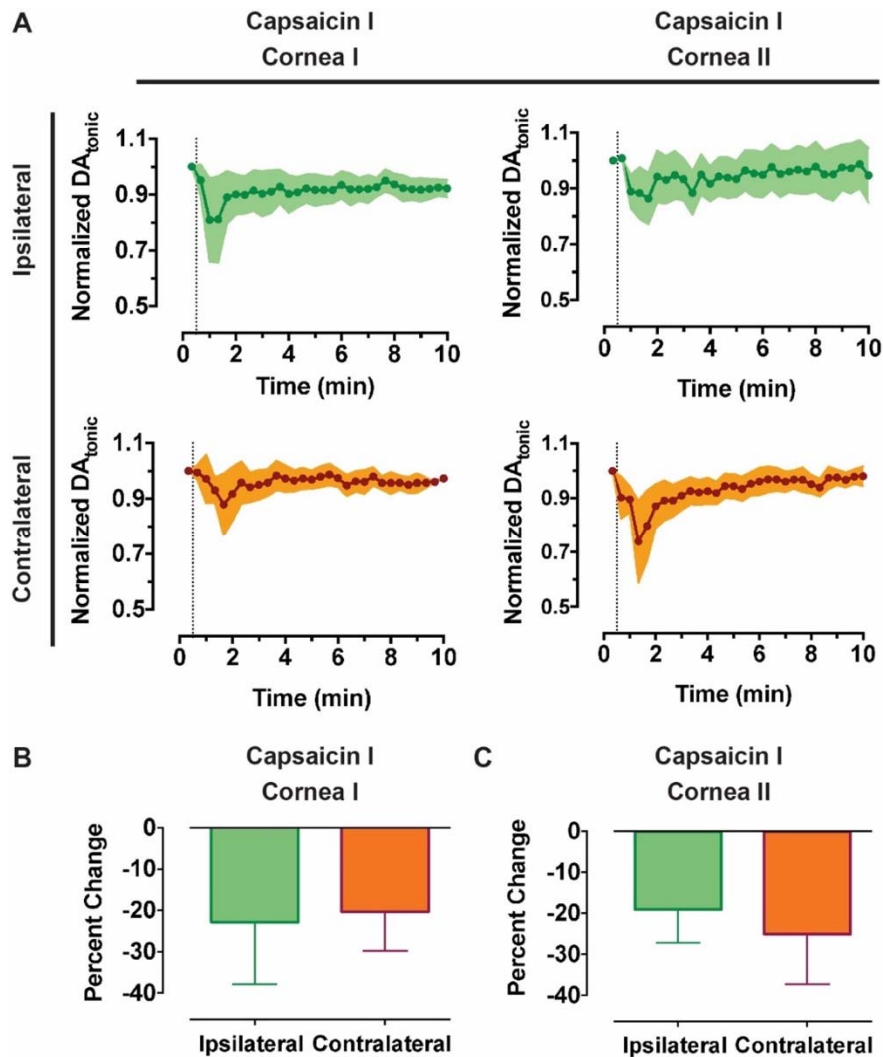 A
Capsaicin I
Cornea I
Capsaicin I
Cornea II
Ipsilateral
Normalized DAtonic
1.1
0.9
0.7
0.5
0 2 4 6 8 10
Time (min)
Normalized DAtonic
1.1
0.9
0.7
0.5
0 2 4 6 8 10
Time (min)
Contralateral
Normalized DAtonic
1.1
0.9
0.7
0.5
0 2 4 6 8 10
Time (min)
Normalized DAtonic
1.1
0.9
0.7
0.5
0 2 4 6 8 10
Time (min)
B
Capsaicin I
Cornea I
Percent Change
0
-10
-20
-30
-40
Ipsilateral Contralateral
C
Capsaicin I
Cornea II
Percent Change
0
-10
-20
-30
-40
Ipsilateral Contralateral